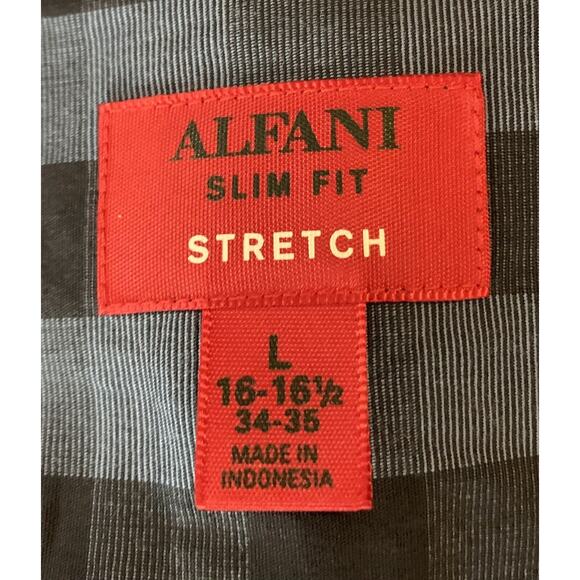 ALFANI
SLIM FIT
STRETCH
L
16-16½
34-35
MADE IN
INDONESIA